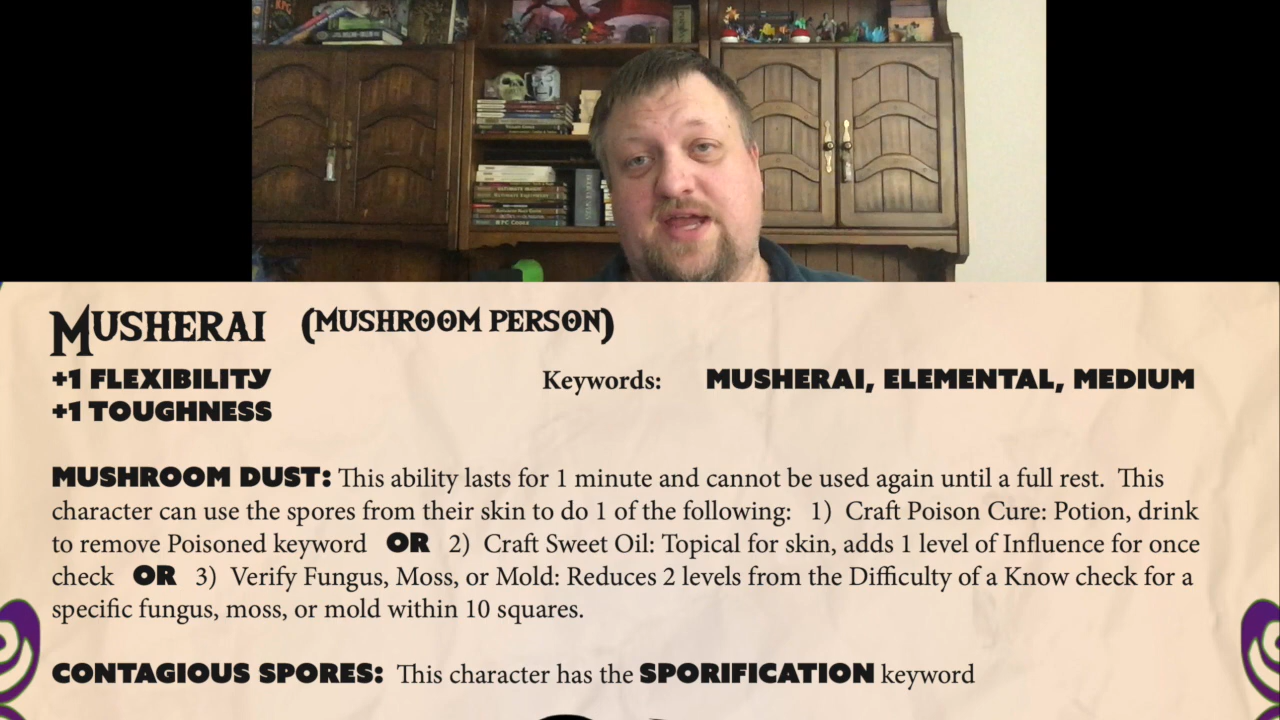 ULTIMATE MAGIC
NPC CODEX
MUSHERAI (MUSHROOM PERSON)
+1 FLEXIBILITY
Keywords: MUSHERAI, ELEMENTAL, MEDIUM
+1 TOUGHNESS
MUSHROOM DUST: This ability lasts for 1 minute and cannot be used again until a full rest. This
character can use the spores from their skin to do 1 of the following: 1) Craft Poison Cure: Potion, drink
to remove Poisoned keyword OR 2) Craft Sweet Oil: Topical for skin, adds 1 level of Influence for once
check OR 3) Verify Fungus, Moss, or Mold: Reduces 2 levels from the Difficulty of a Know check for a
specific fungus, moss, or mold within 10 squares.
CONTAGIOUS SPORES: This character has the SPORIFICATION keyword